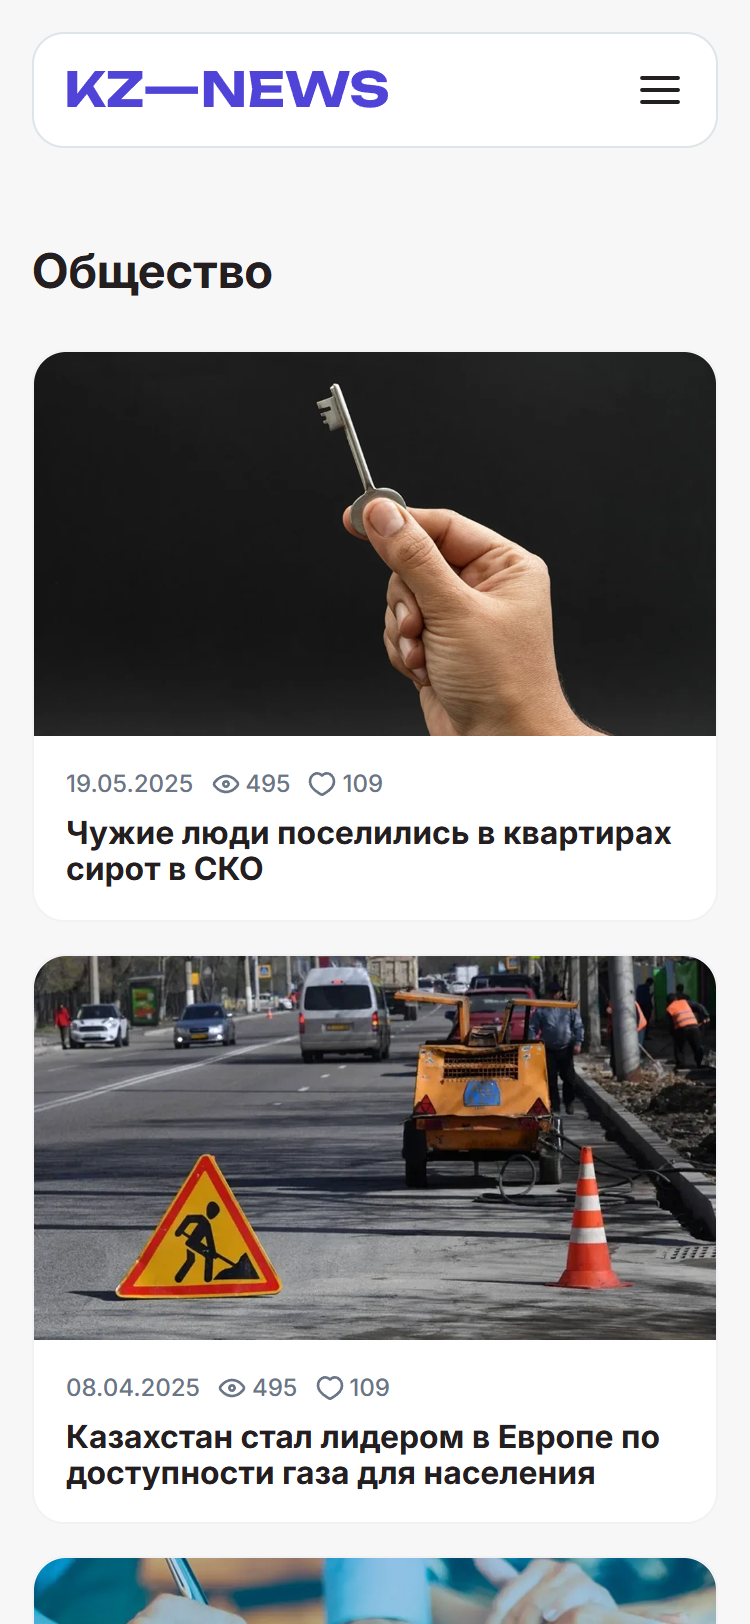 KZ—NEWS
Общество
19.05.2025 495 109
Чужие люди поселились в квартирах
сирот в СКО
08.04.2025 495 109
Казахстан стал лидером в Европе по
доступности газа для населения